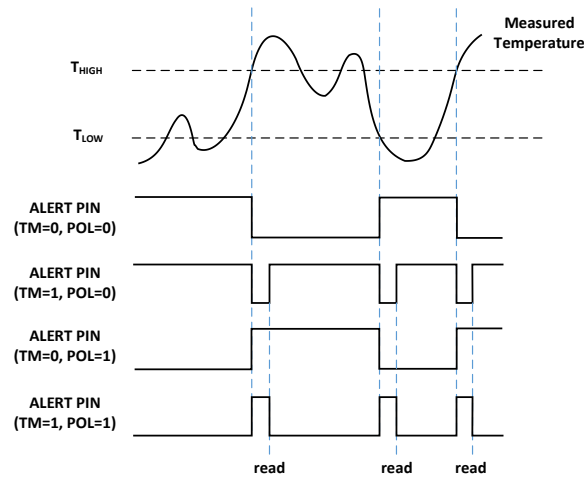 Measured
Temperature
THIGH
TLOW
ALERT PIN
(TM=0, POL=0)
ALERT PIN
(TM=1, POL=0)
ALERT PIN
(TM=0, POL=1)
ALERT PIN
(TM=1, POL=1)
read read read